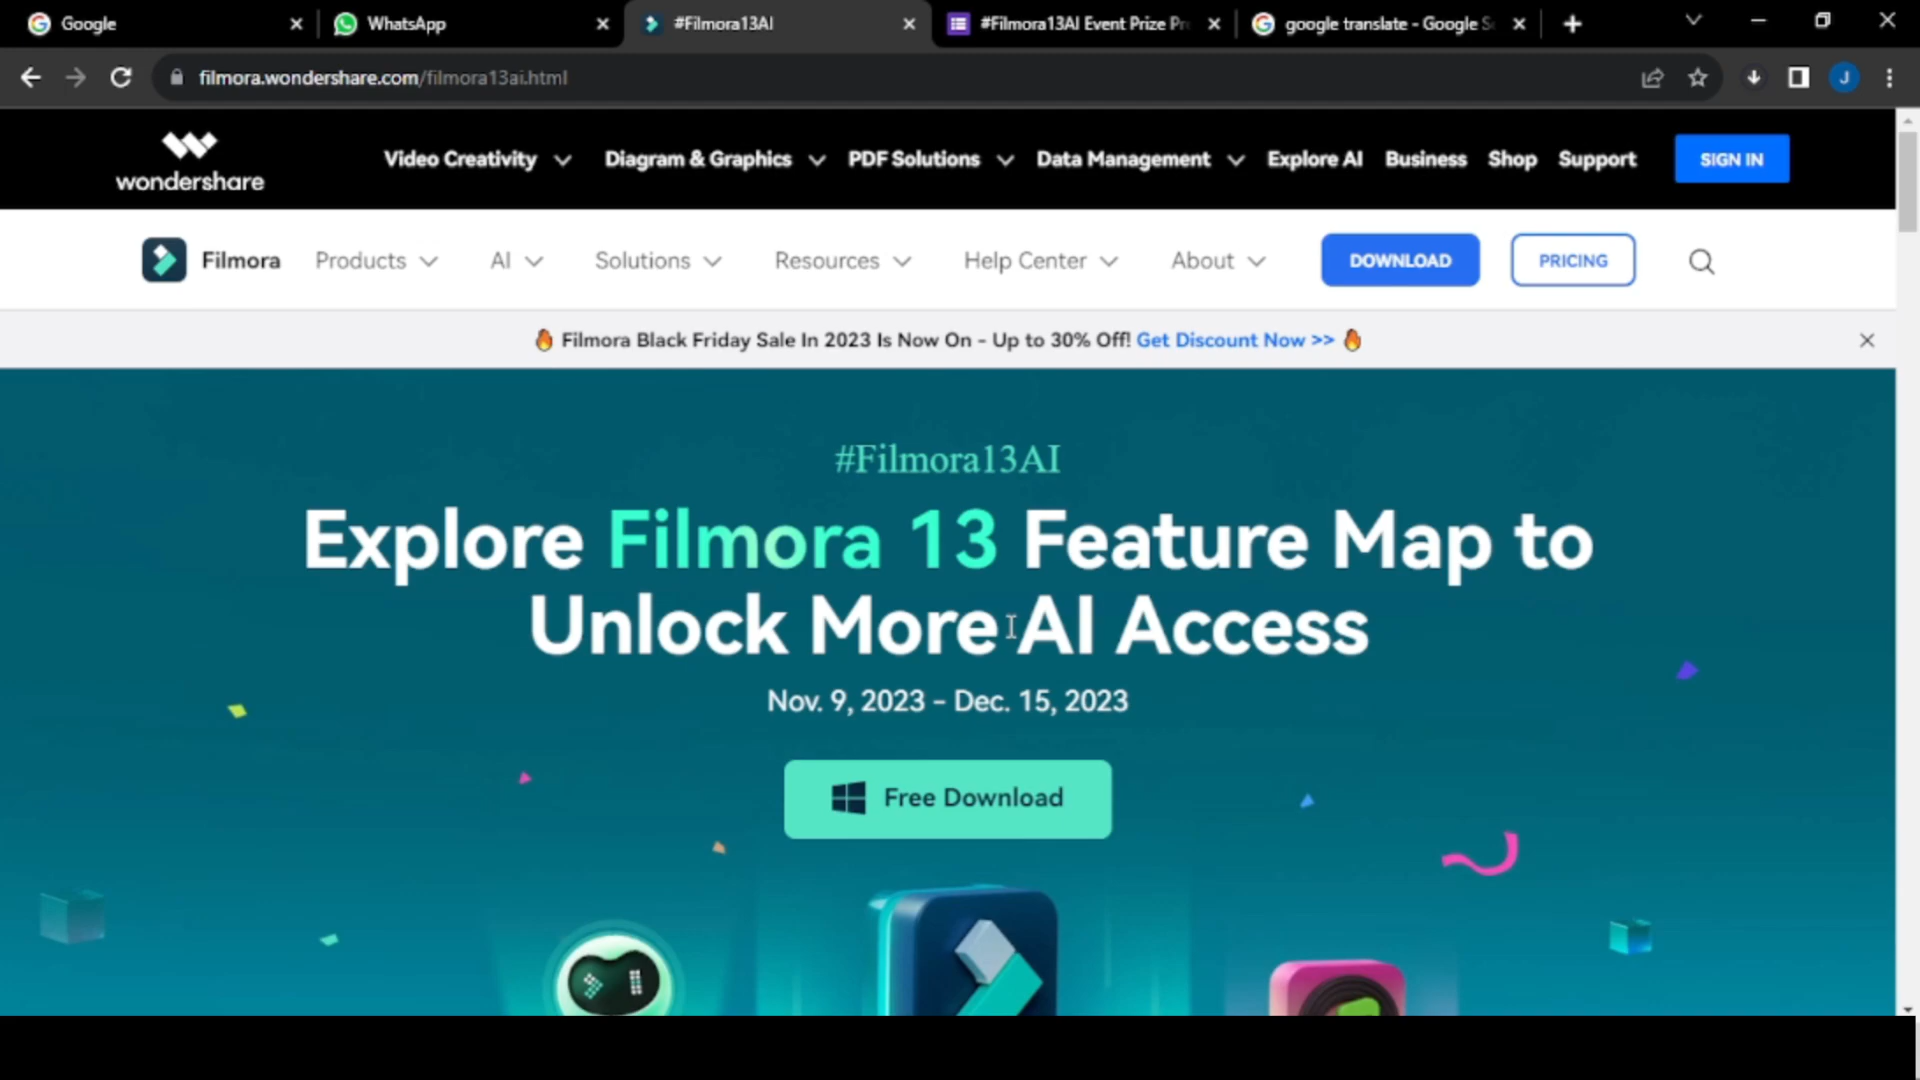 Google
WhatsApp
#Filmora13AI
#Filmora13AI Event Prize Pr
google translate - Google S
filmora.wondershare.com/filmora13ai.html
J
wondershare
Video Creativity
Diagram & Graphics
PDF Solutions
Data Management
Explore AI
Business
Shop
Support
SIGN IN
Filmora
Products
AI
Solutions
Resources
Help Center
About
DOWNLOAD
PRICING
Filmora Black Friday Sale In 2023 Is Now On - Up to 30% Off! Get Discount Now >>
#Filmora13AI
Explore Filmora 13 Feature Map to
Unlock More AI Access
Nov. 9, 2023 – Dec. 15, 2023
Free Download